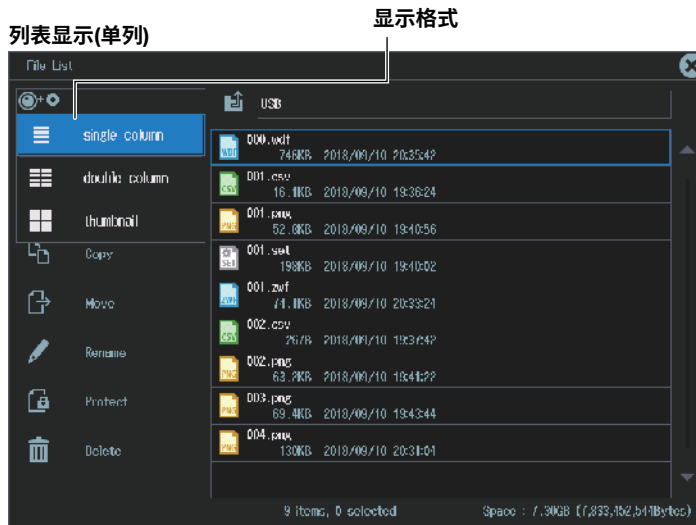 显示格式
列表显示(单列)
File List
USB
single column
double column
thumbnail
Copy
Move
Rename
Protect
Delete
000.wdf
746KB 2018/09/10 20:35:42
001.csv
16.1KB 2018/09/10 19:36:24
001.png
52.8KB 2018/09/10 19:40:56
001.set
198KB 2018/09/10 19:40:02
001.zwf
74.1KB 2018/09/10 20:33:21
002.csv
267B 2018/09/10 19:37:42
002.png
63.2KB 2018/09/10 19:41:22
003.png
69.4KB 2018/09/10 19:43:44
004.png
130KB 2018/09/10 20:31:04
9 items, 0 selected
Space : 7.30GB (7,833,452,544Bytes)